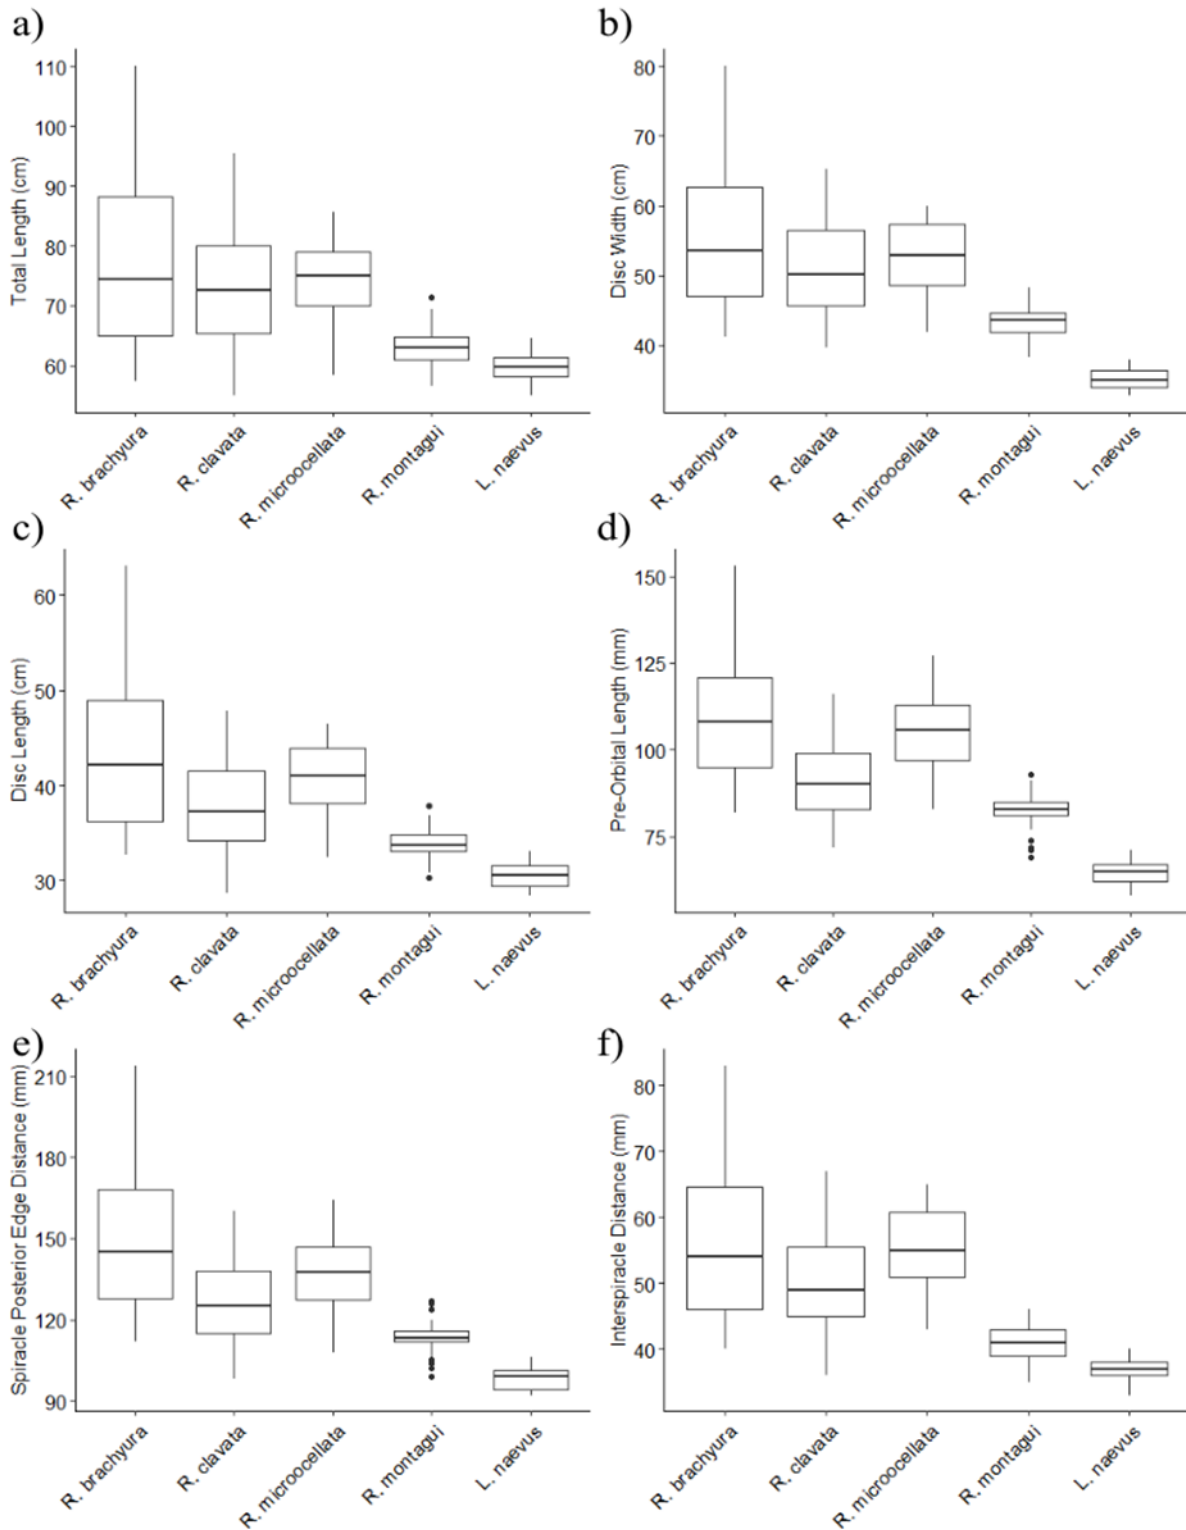 a)
Total Length (cm)
110
100
90
80
70
60
R. brachyura
R. clavata
R. microocellata
R. montagui
L. naevus
b)
Disc Width (cm)
80
70
60
50
40
R. brachyura
R. clavata
R. microocellata
R. montagui
L. naevus
c)
Disc Length (cm)
60
50
40
30
R. brachyura
R. clavata
R. microocellata
R. montagui
L. naevus
d)
Pre-Orbital Length (mm)
150
125
100
75
R. brachyura
R. clavata
R. microocellata
R. montagui
L. naevus
e)
Spiracle Posterior Edge Distance (mm)
210
180
150
120
90
R. brachyura
R. clavata
R. microocellata
R. montagui
L. naevus
f)
Interspiracle Distance (mm)
80
70
60
50
40
R. brachyura
R. clavata
R. microocellata
R. montagui
L. naevus